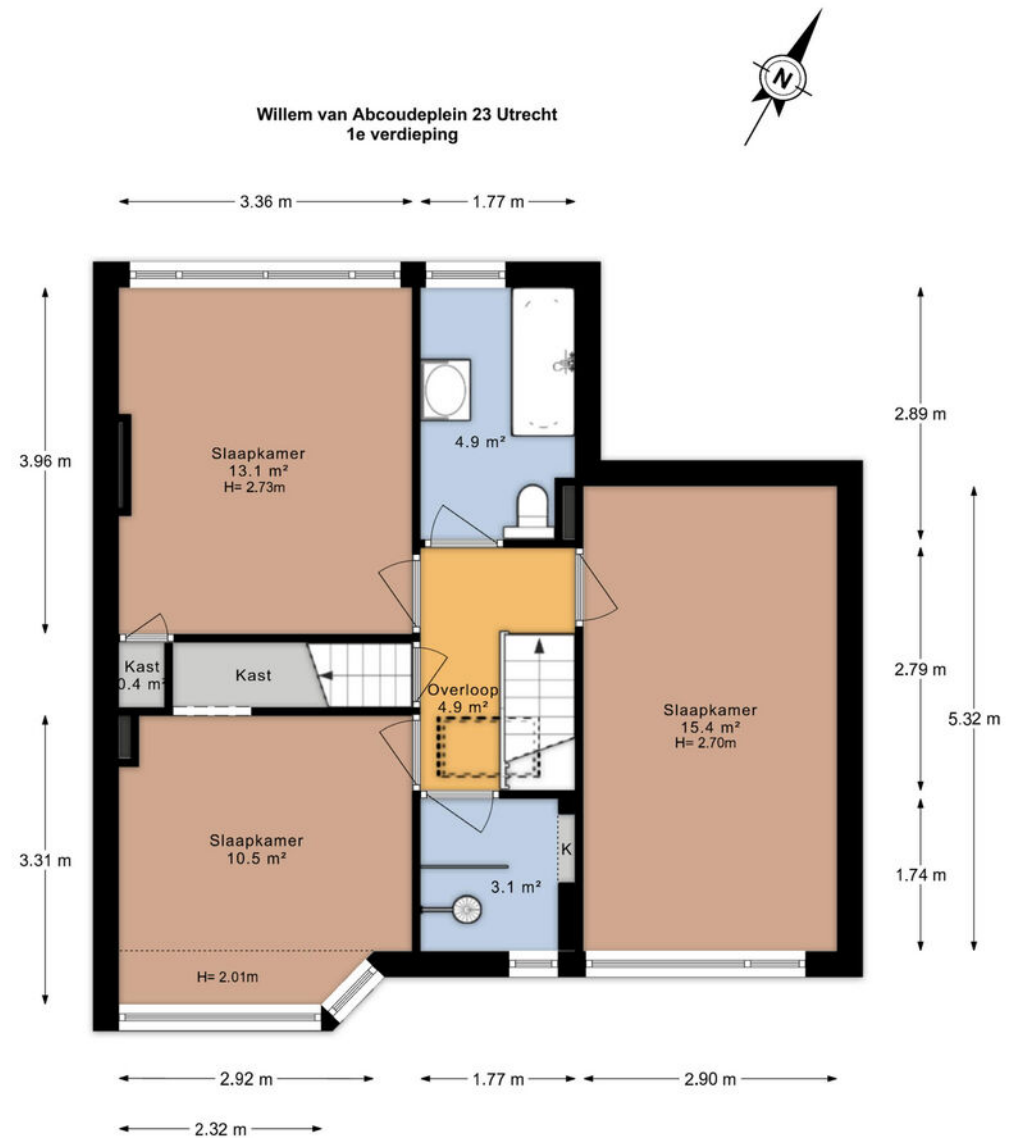 N
Willem van Abcoudeplein 23 Utrecht
1e verdieping
3.36 m
1.77 m
2.89 m
3.96 m
Slaapkamer
13.1 m²
H= 2.73m
4.9 m²
Kast
0.4 m²
Kast
Overloop
4.9 m²
Slaapkamer
15.4 m²
H= 2.70m
2.79 m
5.32 m
Slaapkamer
10.5 m²
3.31 m
K
3.1 m²
1.74 m
H= 2.01m
2.92 m
1.77 m
2.90 m
2.32 m